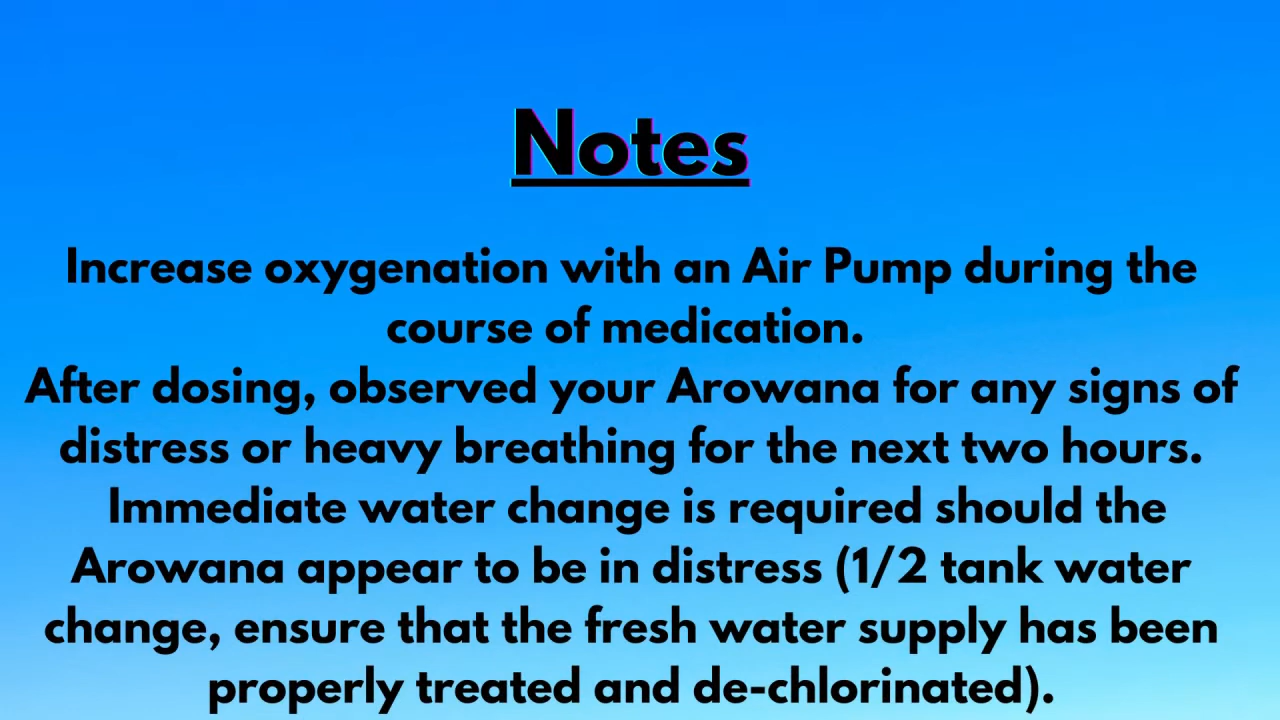 Notes
Increase oxygenation with an Air Pump during the
course of medication.
After dosing, observed your Arowana for any signs of
distress or heavy breathing for the next two hours.
Immediate water change is required should the
Arowana appear to be in distress (1/2 tank water
change, ensure that the fresh water supply has been
properly treated and de-chlorinated).